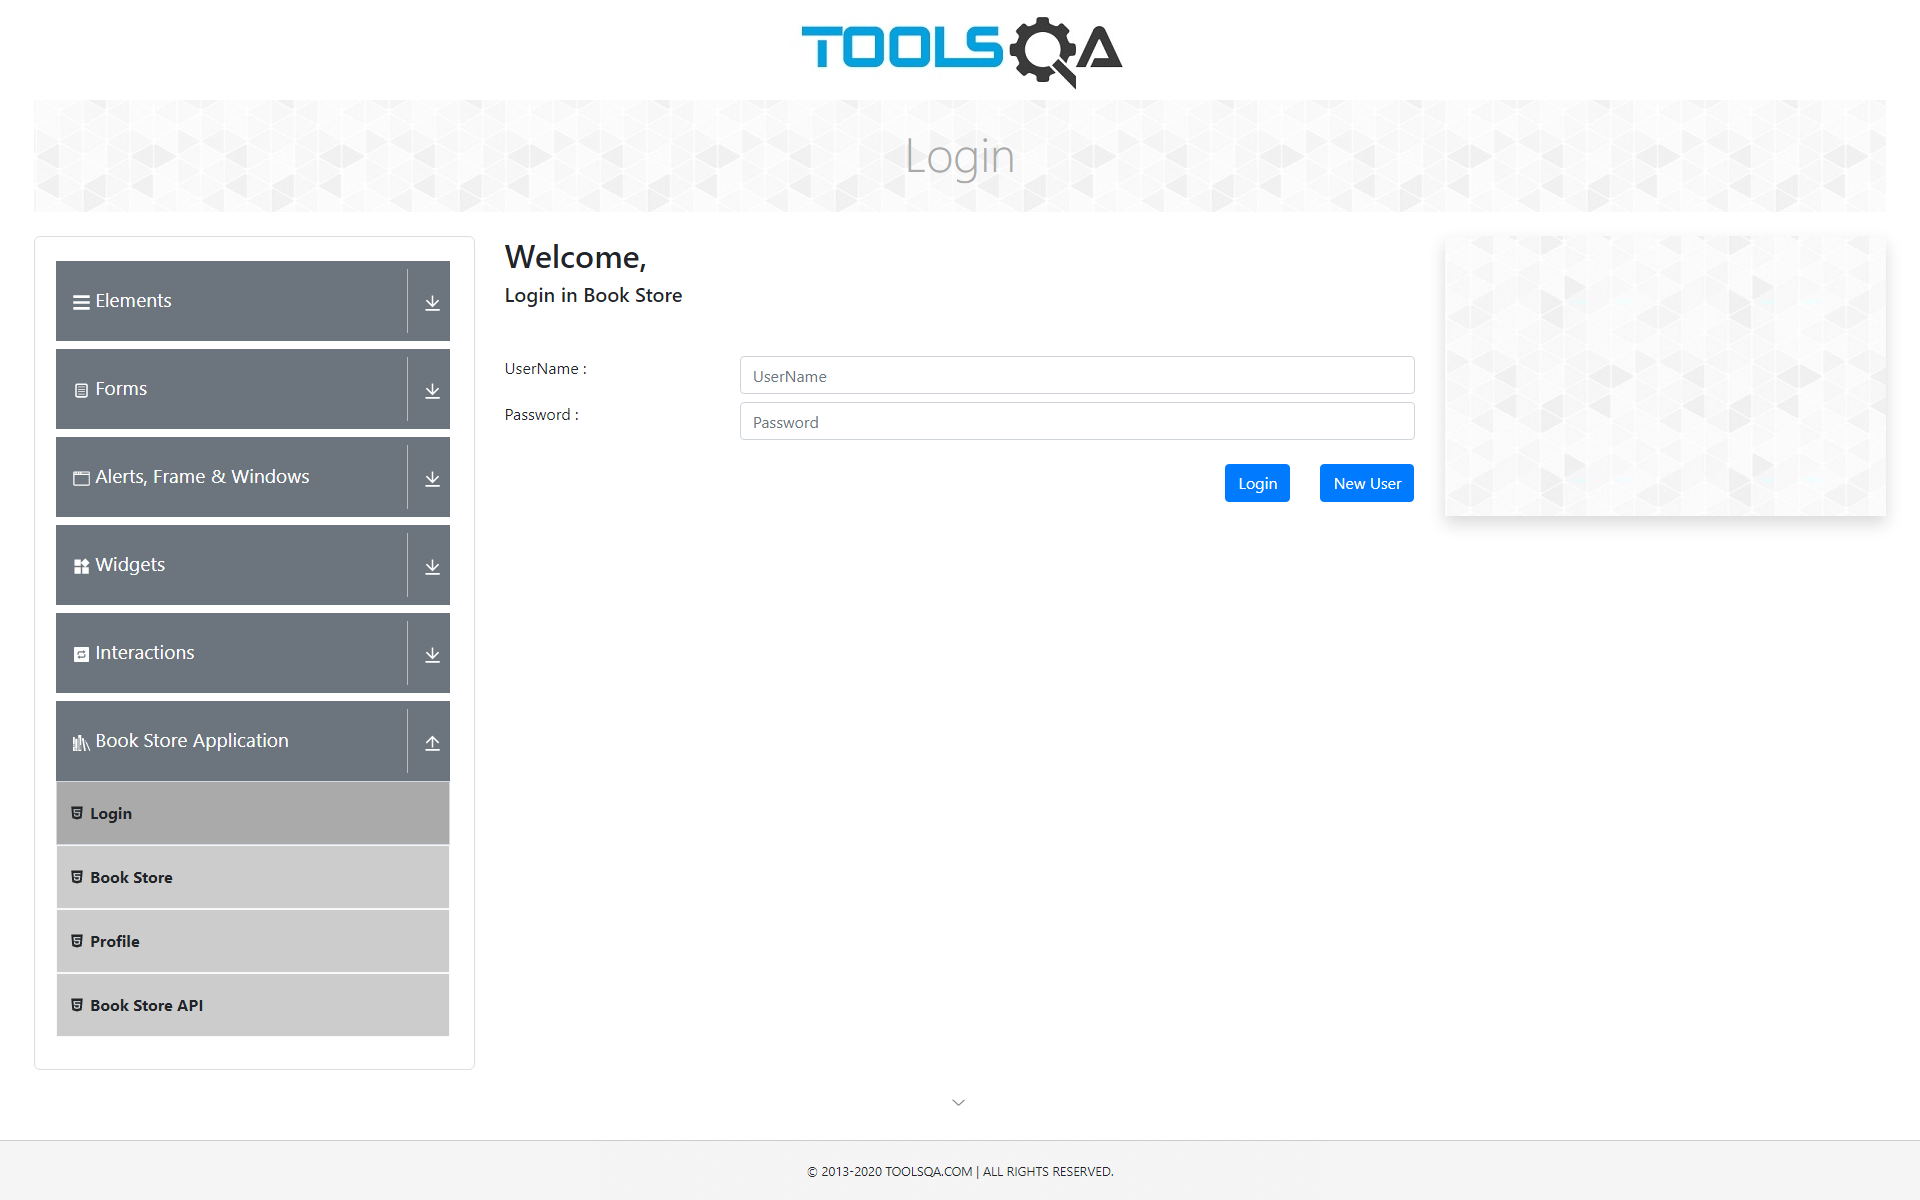 TOOLSQA
Login
Elements
Forms
Alerts, Frame & Windows
Widgets
Interactions
Book Store Application
Login
Book Store
Profile
Book Store API
Welcome,
Login in Book Store
UserName :
UserName
Password :
Password
Login
New User
© 2013-2020 TOOLSQA.COM | ALL RIGHTS RESERVED.